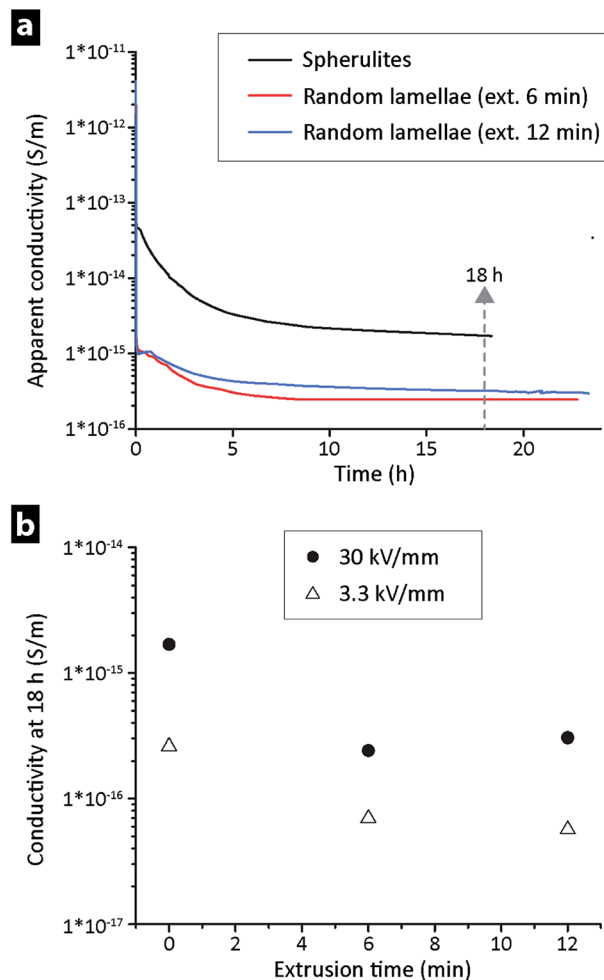 a
Spherulites
Random lamellae (ext. 6 min)
Random lamellae (ext. 12 min)
Apparent conductivity (S/m)
1*10^-11
1*10^-12
1*10^-13
1*10^-14
1*10^-15
1*10^-16
18 h
0 5 10 15 20
Time (h)
b
30 kV/mm
3.3 kV/mm
Conductivity at 18 h (S/m)
1*10^-14
1*10^-15
1*10^-16
1*10^-17
0 2 4 6 8 10 12
Extrusion time (min)